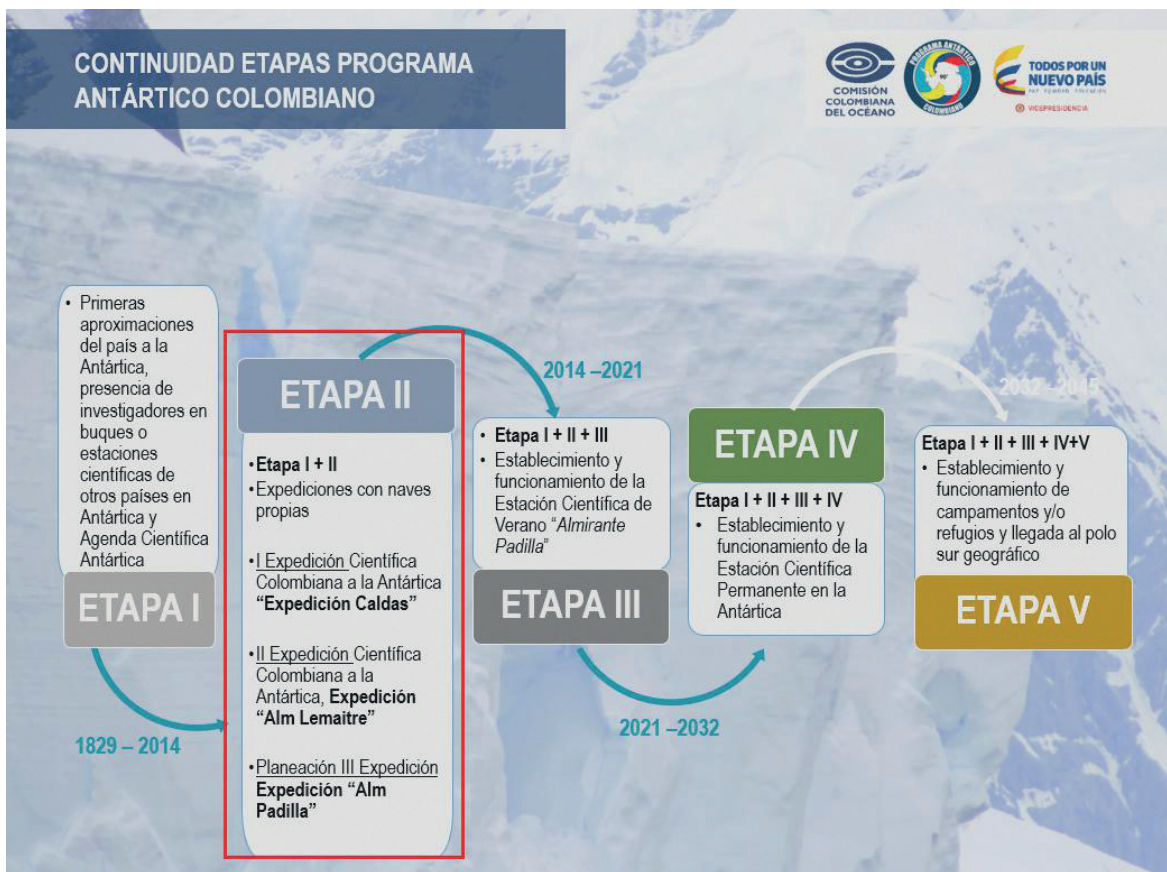 CONTINUIDAD ETAPAS PROGRAMA
ANTÁRTICO COLOMBIANO
COMISIÓN
COLOMBIANA
DEL OCÉANO
PROGRAMA ANTÁRTICO
COLOMBIANO
TODOS POR UN
NUEVO PAÍS
PAZ EQUIDAD EDUCACIÓN
VICEPRESIDENCIA
• Primeras
aproximaciones
del país a la
Antártica,
presencia de
investigadores en
buques o
estaciones
científicas de
otros países en
Antártica y
Agenda Científica
Antártica
ETAPA I
1829 – 2014
ETAPA II
•Etapa I + II
•Expediciones con naves
propias
•I Expedición Científica
Colombiana a la Antártica
“Expedición Caldas”
•II Expedición Científica
Colombiana a la
Antártica, Expedición
“Alm Lemaitre”
•Planeación III Expedición
Expedición “Alm
Padilla”
2014 –2021
• Etapa I + II + III
• Establecimiento y
funcionamiento de la
Estación Científica de
Verano “Almirante
Padilla”
ETAPA III
2021 –2032
ETAPA IV
Etapa I + II + III + IV
• Establecimiento y
funcionamiento de la
Estación Científica
Permanente en la
Antártica
2032 –2045
Etapa I + II + III + IV+V
• Establecimiento y
funcionamiento de
campamentos y/o
refugios y llegada al polo
sur geográfico
ETAPA V